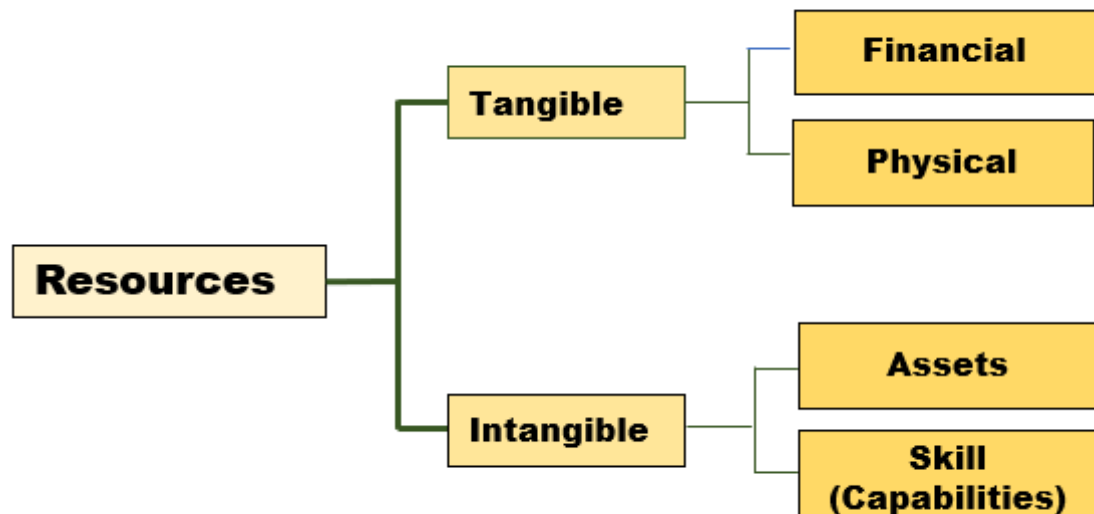 Financial
Tangible
Physical
Resources
Assets
Intangible
Skill
(Capabilities)